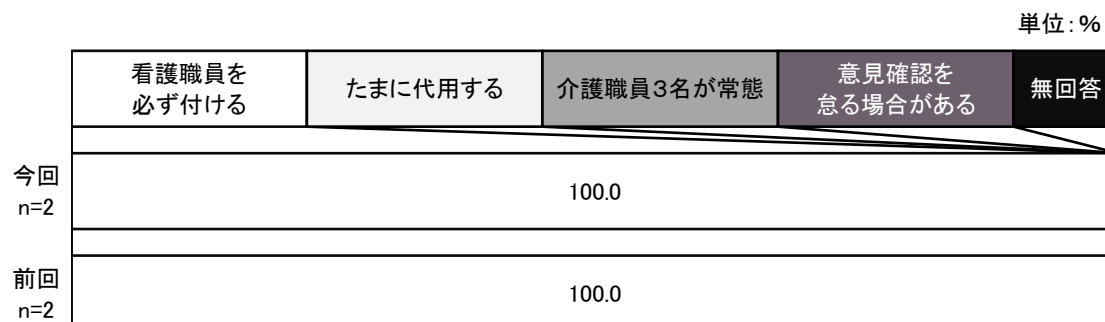 単位:%
看護職員を
必ず付ける
たまに代用する
介護職員3名が常態
意見確認を
怠る場合がある
無回答
今回
n=2
100.0
前回
n=2
100.0